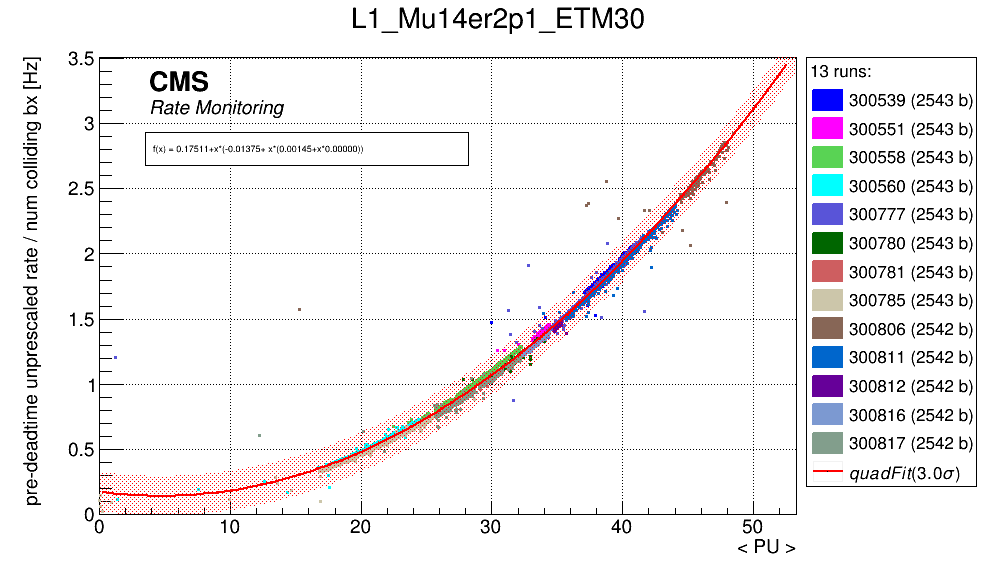 L1_Mu14er2p1_ETM30
pre-deadtime unprescaled rate / num colliding bx [Hz]
CMS
Rate Monitoring
f(x) = 0.17511+x*(-0.01375+ x*(0.00145+x*0.00000))
3.5
3
2.5
2
1.5
1
0.5
0
0 10 20 30 40 50
< PU >
13 runs:
300539 (2543 b)
300551 (2543 b)
300558 (2543 b)
300560 (2543 b)
300777 (2543 b)
300780 (2543 b)
300781 (2543 b)
300785 (2543 b)
300806 (2542 b)
300811 (2542 b)
300812 (2542 b)
300816 (2542 b)
300817 (2542 b)
quadFit(3.0σ)